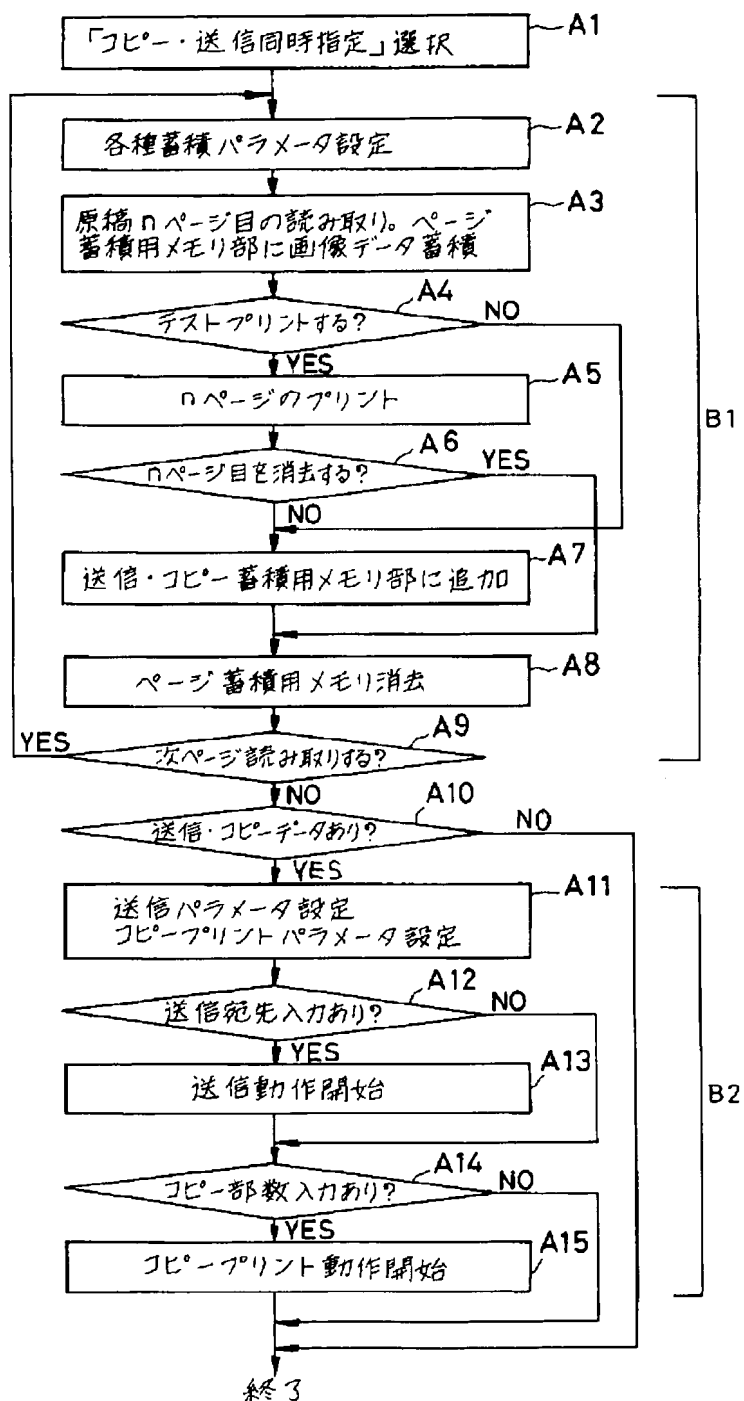 「コピー・送信同時指定」選択
A1
各種蓄積パラメータ設定
A2
原稿nページ目の読み取り。ページ
蓄積用メモリ部に画像データ蓄積
A3
テストプリントする?
A4
NO
YES
nページのプリント
A5
nページ目を消去する?
A6
YES
NO
送信・コピー蓄積用メモリ部に追加
A7
ページ蓄積用メモリ消去
A8
次ページ読み取りする?
A9
YES
NO
B1
送信・コピーデータあり?
A10
NO
YES
送信パラメータ設定
コピープリントパラメータ設定
A11
送信宛先入力あり?
A12
NO
YES
送信動作開始
A13
コピー部数入力あり?
A14
NO
YES
コピープリント動作開始
A15
B2
終了